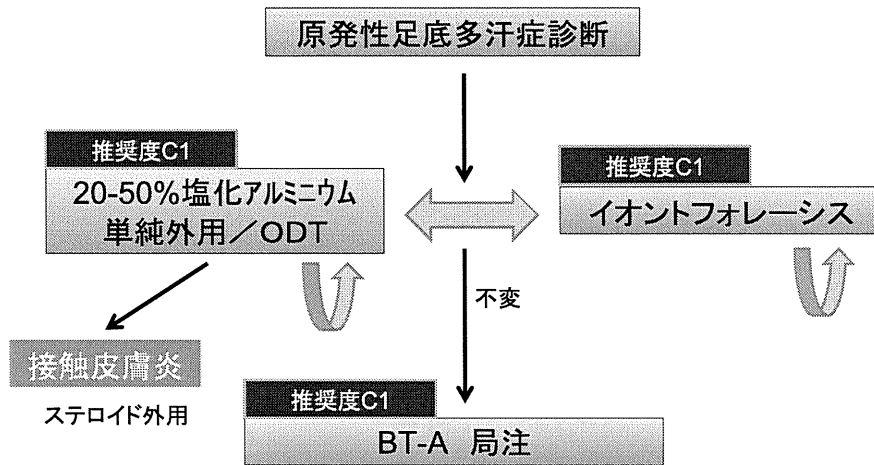 原発性足底多汗症診断
推奨度C1
20-50%塩化アルミニウム
単純外用／ODT
推奨度C1
イオントフォレーシス
不変
接触皮膚炎
ステロイド外用
推奨度C1
BT-A 局注